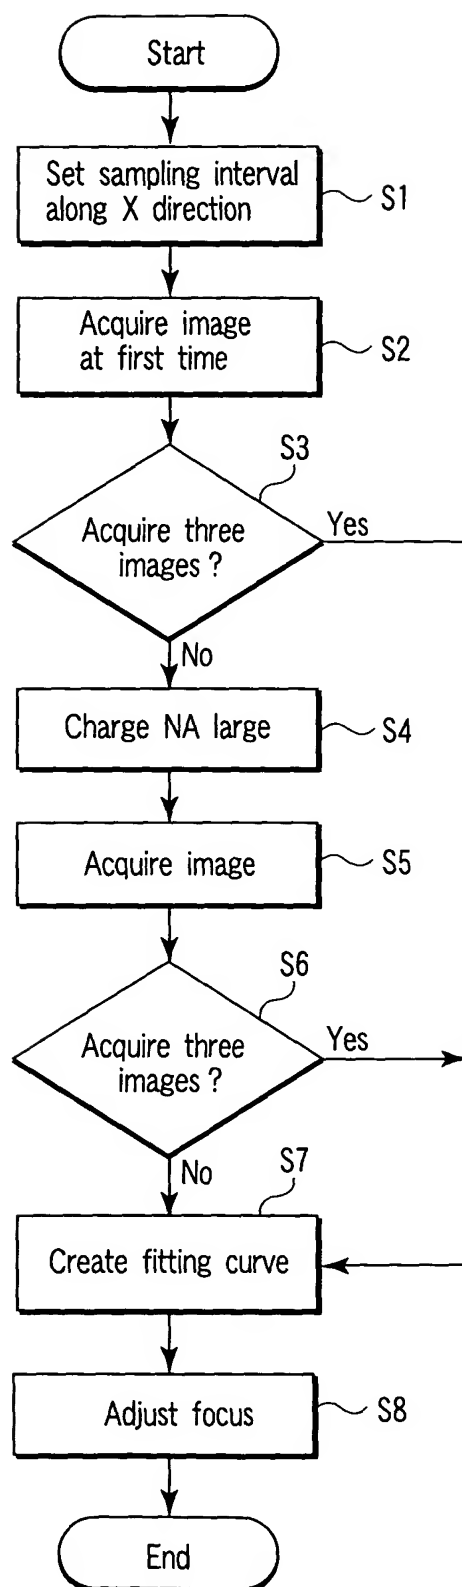 Start
Set sampling interval
along X direction
S1
Acquire image
at first time
S2
S3
Acquire three
images?
Yes
No
Charge NA large
S4
Acquire image
S5
S6
Acquire three
images?
Yes
No
S7
Create fitting curve
Adjust focus
S8
End